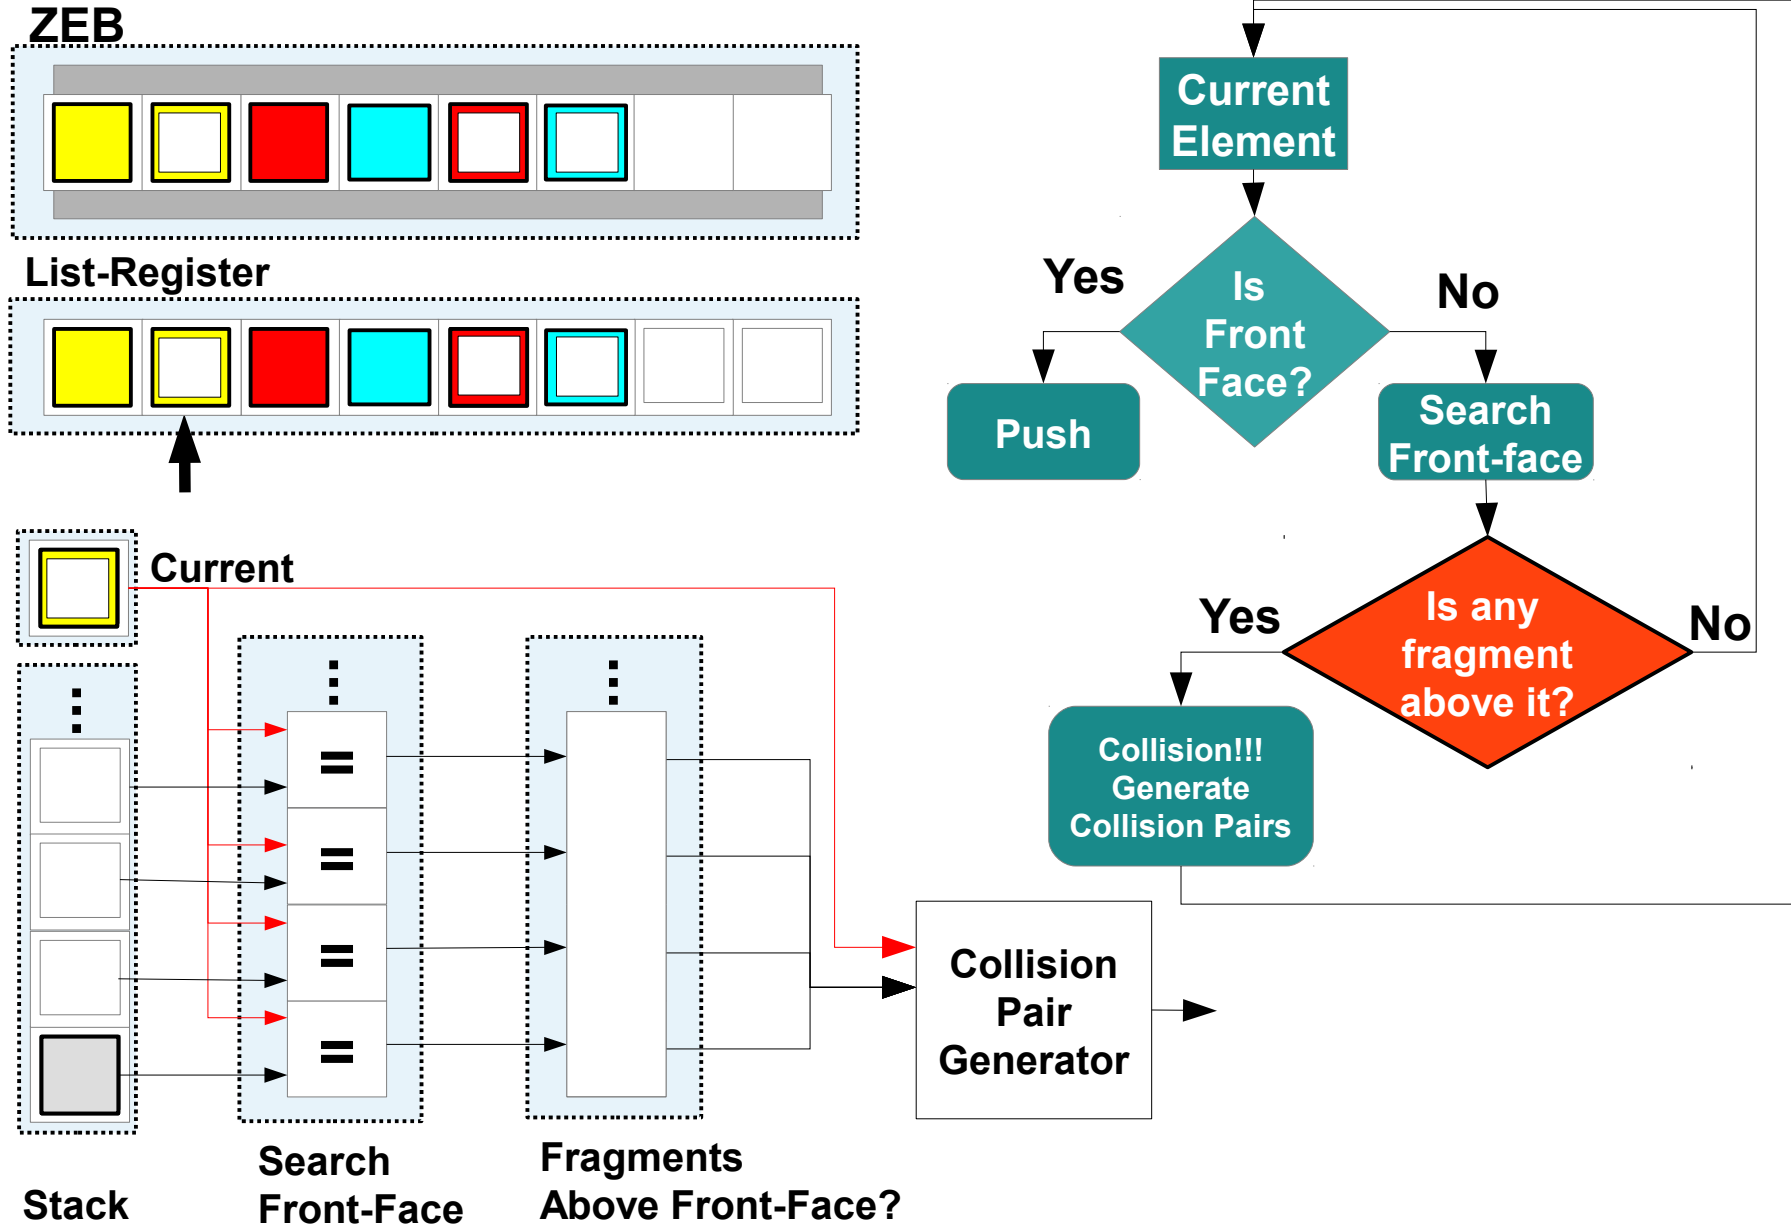 ZEB
List-Register
Current
=
=
=
=
Stack
Search
Front-Face
Fragments
Above Front-Face?
Collision
Pair
Generator
Current
Element
Is
Front
Face?
Yes
No
Push
Search
Front-face
Is any
fragment
above it?
Yes
No
Collision!!!
Generate
Collision Pairs